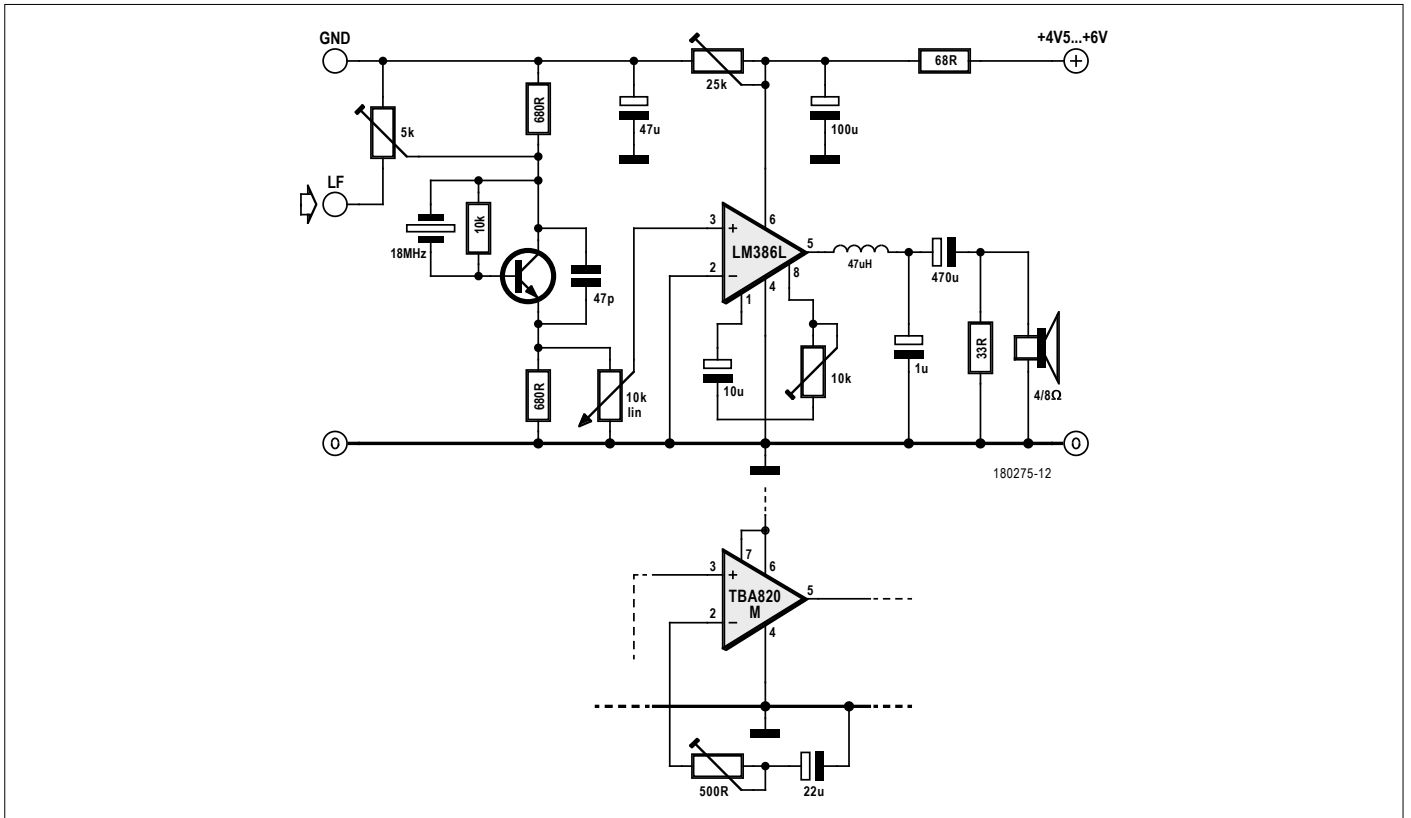 GND
+4V5...+6V
68R
25k
680R
5k
47u
100u
LF
10k
18MHz
3
6
LM386L
5
47uH
470u
2
8
4
47p
1
33R
680R
10k
lin
10u
10k
1u
4/8Ω
180275-12
7
3
6
5
TBA820
M
2
4
500R
22u